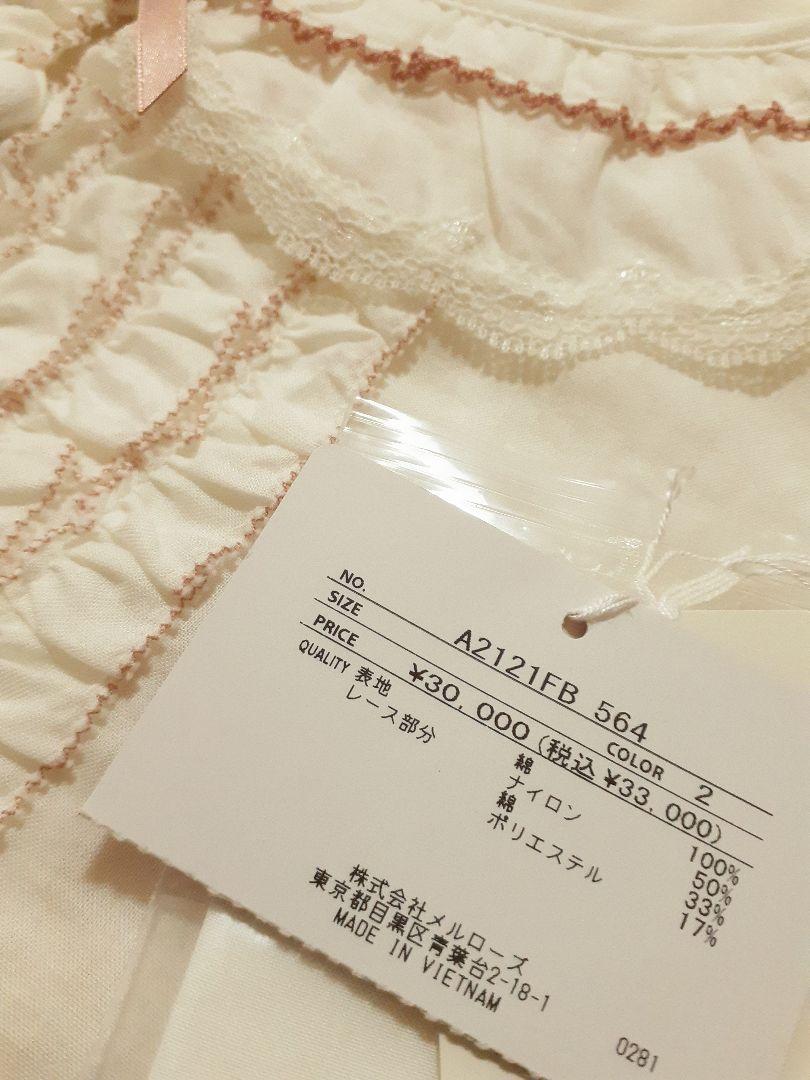 NO. A2121FB 564
SIZE COLOR 2
PRICE ¥30,000 (税込 ¥33,000)
QUALITY 表地 綿 100%
レース部分 ナイロン 50%
綿 33%
ポリエステル 17%
株式会社メルローズ
東京都目黒区青葉台2-18-1
MADE IN VIETNAM
0281